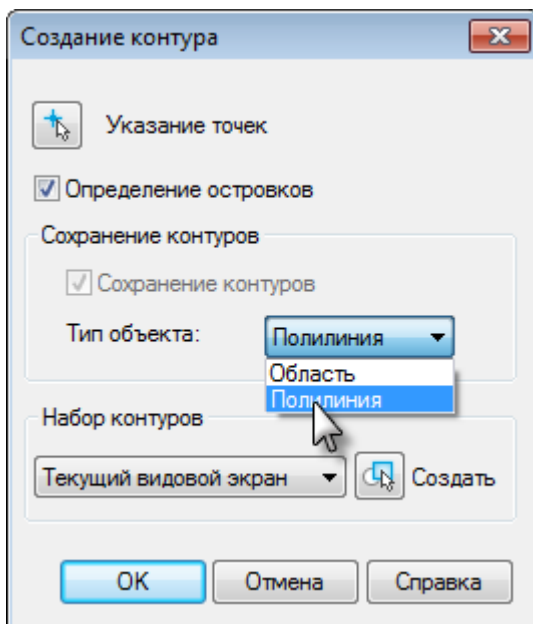 Создание контура
Указание точек
Определение островков
Сохранение контуров
Сохранение контуров
Тип объекта: Полилиния
Область
Полилиния
Набор контуров
Текущий видовой экран Создать
OK Отмена Справка